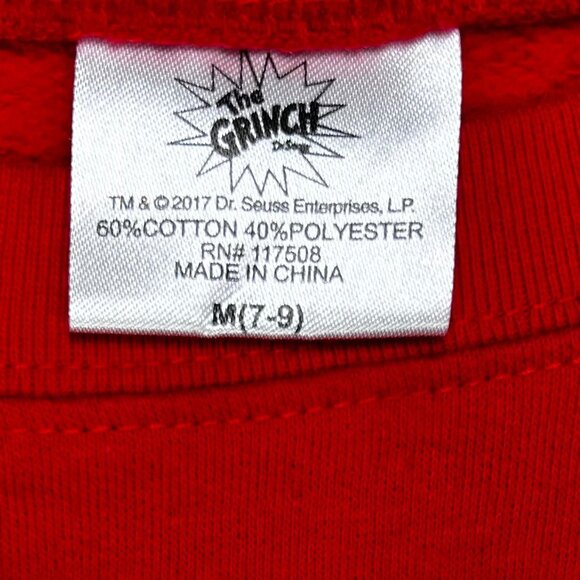 The
GRINCH
Dr. Seuss
TM & © 2017 Dr. Seuss Enterprises, L.P.
60%COTTON 40%POLYESTER
RN# 117508
MADE IN CHINA
M(7-9)